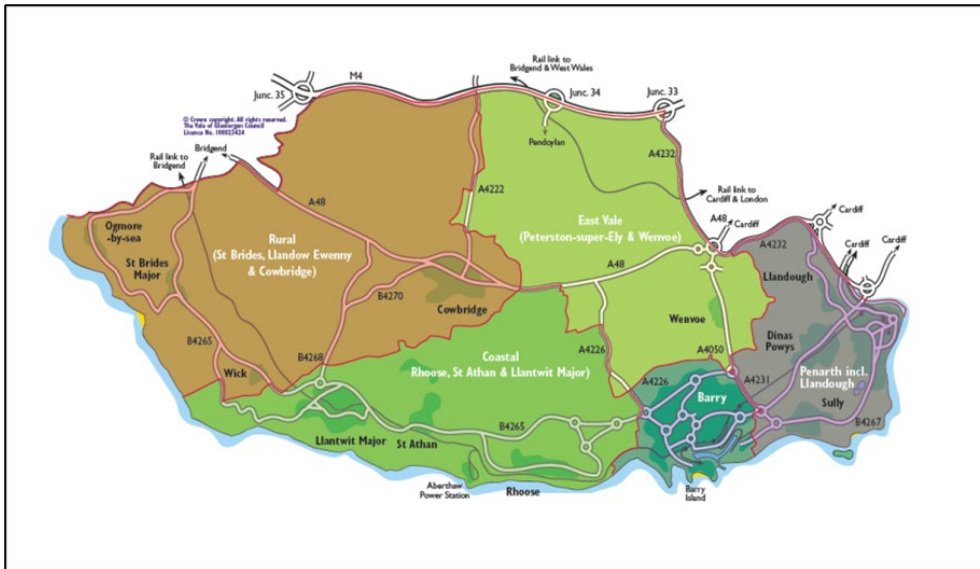 Rail link to
Bridgend & West Wales
M4
Junc. 35
Junc. 34
Junc. 33
© Crown copyright. All rights reserved.
The Vale of Glamorgan Council
Licence No. 100023424
Bridgend
Rail link to
Bridgend
Pendoylan
A4232
A48
A4222
Rail link to
Cardiff & London
A48
Cardiff
Cardiff
Cardiff
Cardiff
Ogmore
-by-sea
St Brides
Major
Rural
(St Brides, Llandow Ewenny
& Cowbridge)
East Vale
(Peterston-super-Ely & Wenvoe)
A4232
Llandough
A48
B4270
Cowbridge
Wenvoe
Dinas
Powys
B4265
B4268
Wick
Coastal
Rhoose, St Athan & Llantwit Major)
A4226
A4050
A4226
A4231
Barry
Penarth incl.
Llandough
Sully
B4267
Llantwit Major
St Athan
B4265
Aberthaw
Power Station
Rhoose
Barry
Island